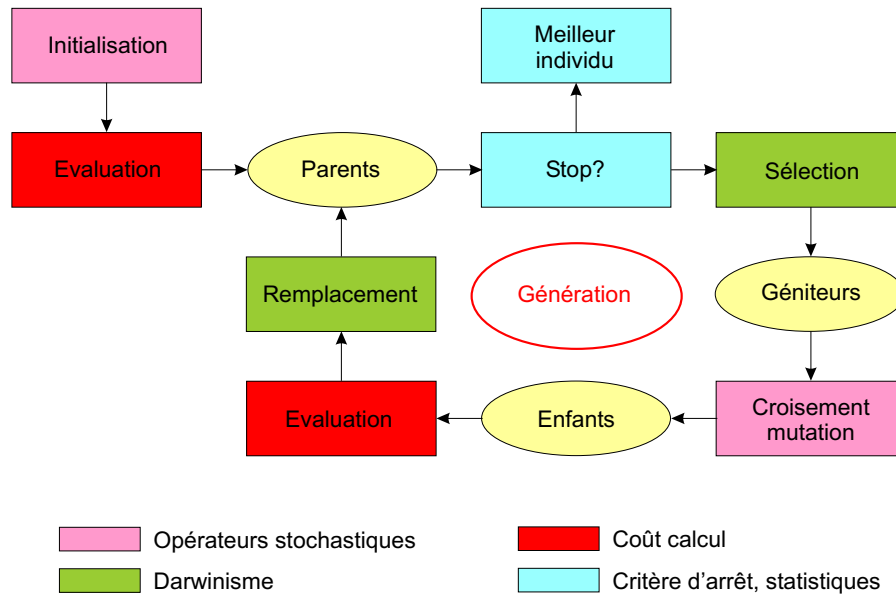 Initialisation
Meilleur
individu
Evaluation
Parents
Stop?
Sélection
Remplacement
Génération
Géniteurs
Evaluation
Enfants
Croisement
mutation
Opérateurs stochastiques
Coût calcul
Darwinisme
Critère d'arrêt, statistiques